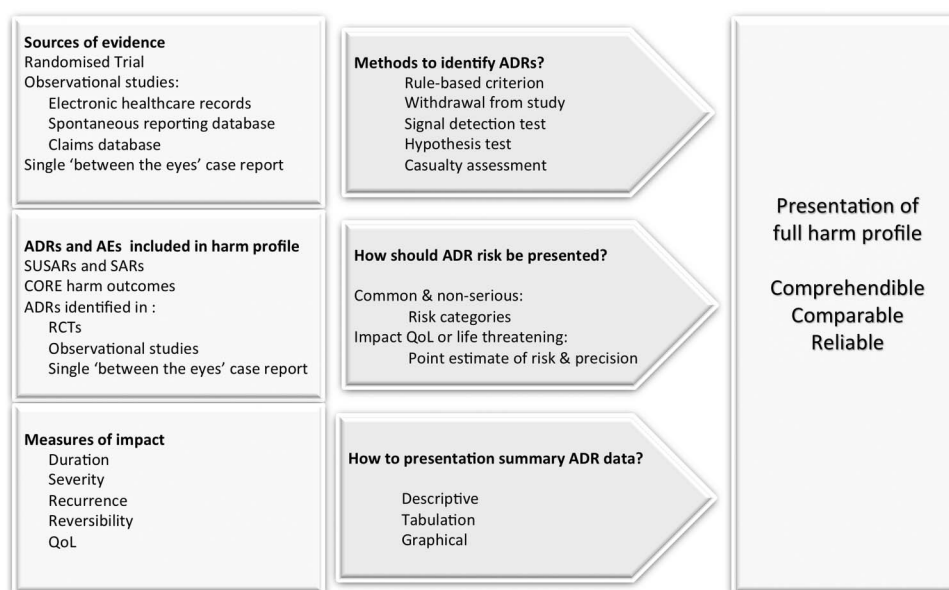 Sources of evidence
Randomised Trial
Observational studies:
Electronic healthcare records
Spontaneous reporting database
Claims database
Single ‘between the eyes’ case report
Methods to identify ADRs?
Rule-based criterion
Withdrawal from study
Signal detection test
Hypothesis test
Casualty assessment
ADRs and AEs included in harm profile
SUSARs and SARs
CORE harm outcomes
ADRs identified in :
RCTs
Observational studies
Single ‘between the eyes’ case report
How should ADR risk be presented?
Common & non-serious:
Risk categories
Impact QoL or life threatening:
Point estimate of risk & precision
Measures of impact
Duration
Severity
Recurrence
Reversibility
QoL
How to presentation summary ADR data?
Descriptive
Tabulation
Graphical
Presentation of
full harm profile
Comprehendible
Comparable
Reliable